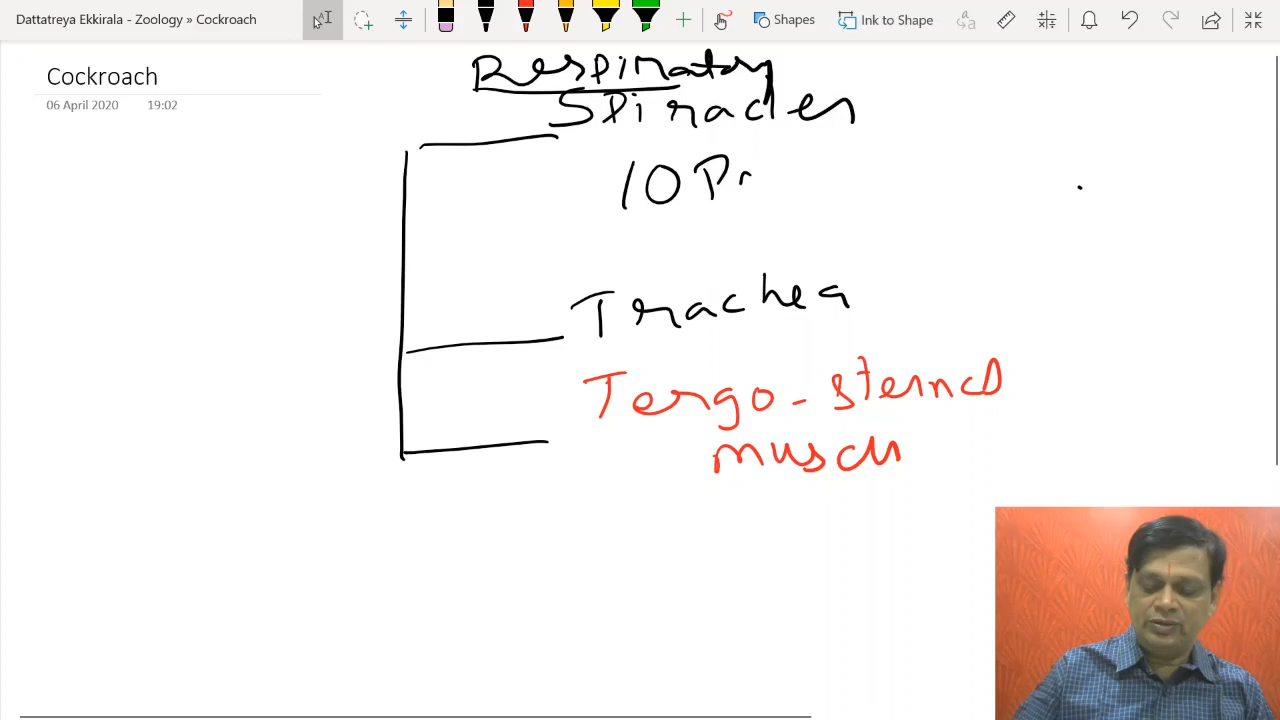 Dattatreya Ekkirala - Zoology » Cockroach
Shapes
Ink to Shape
Cockroach
06 April 2020 19:02
Respiratory
Spiracles
10 Pr
Trachea
Tergo - sternal
muscle